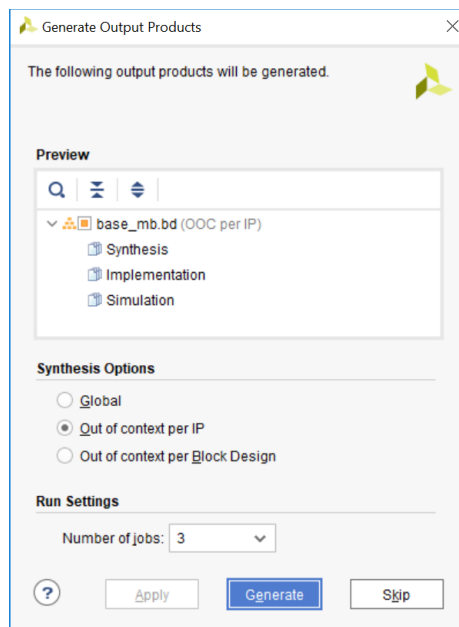 Generate Output Products
The following output products will be generated.
Preview
base_mb.bd (OOC per IP)
Synthesis
Implementation
Simulation
Synthesis Options
Global
Out of context per IP
Out of context per Block Design
Run Settings
Number of jobs: 3
? Apply Generate Skip